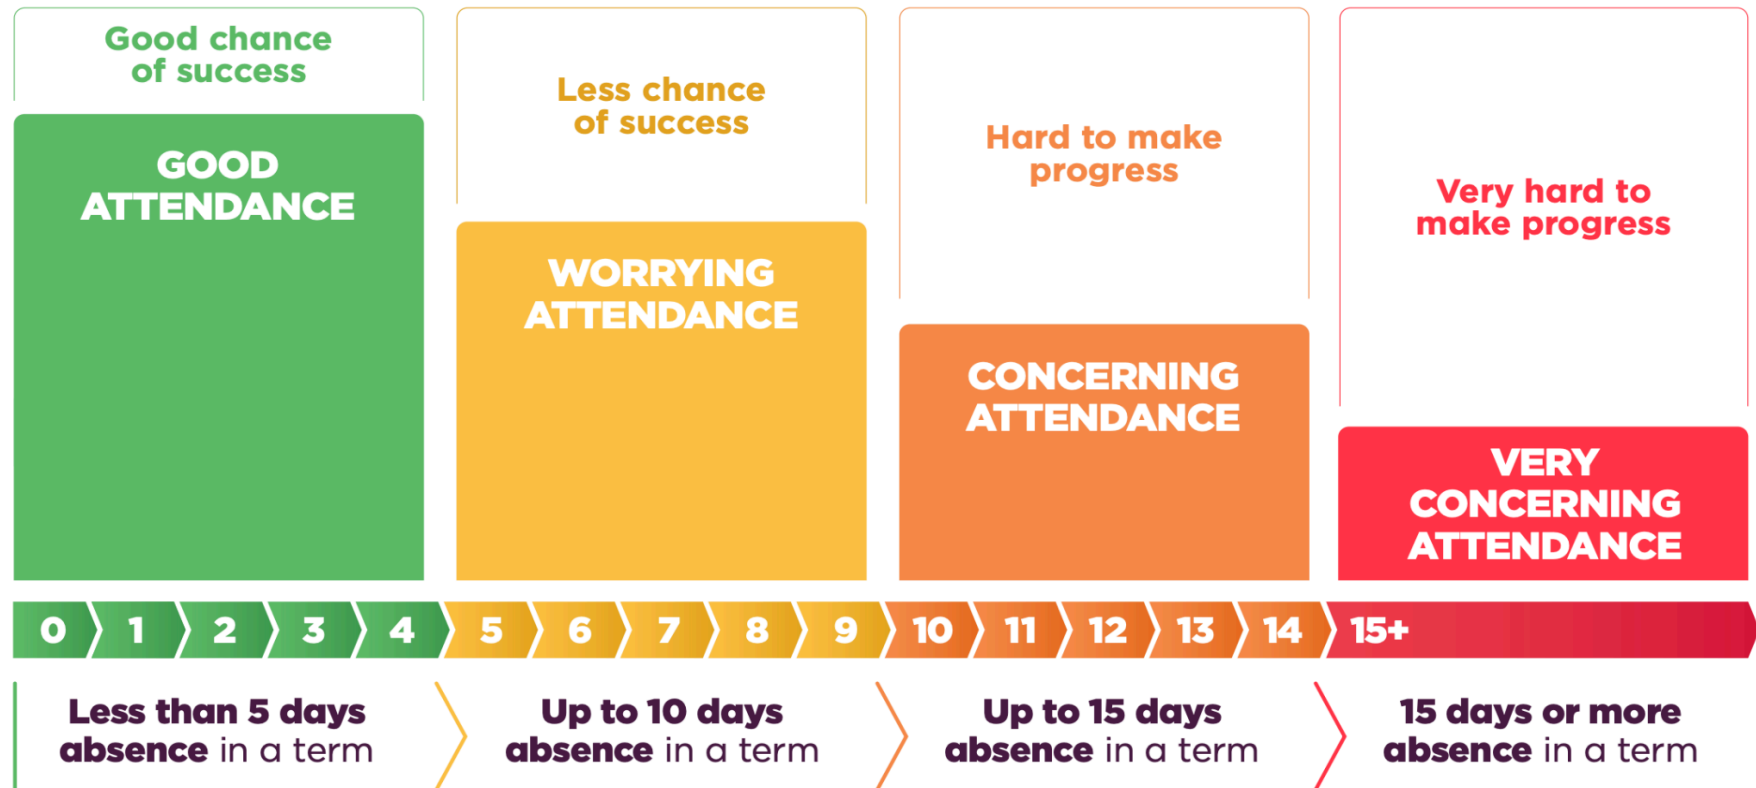 Good chance
of success
GOOD
ATTENDANCE
Less chance
of success
WORRYING
ATTENDANCE
Hard to make
progress
CONCERNING
ATTENDANCE
Very hard to
make progress
VERY
CONCERNING
ATTENDANCE
0 1 2 3 4 5 6 7 8 9 10 11 12 13 14 15+
Less than 5 days
absence in a term
Up to 10 days
absence in a term
Up to 15 days
absence in a term
15 days or more
absence in a term